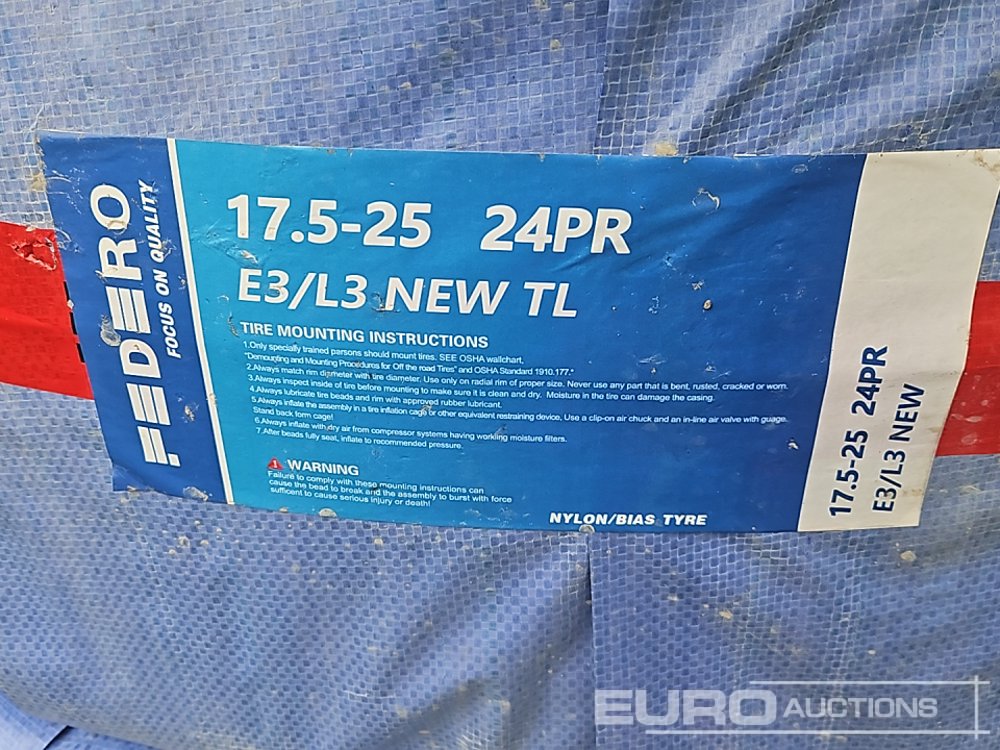 FEDERO
FOCUS ON QUALITY
17.5-25 24PR
E3/L3 NEW TL
TIRE MOUNTING INSTRUCTIONS
1.Only specially trained parsons should mount tires. SEE OSHA wallchart,
"Demounting and Mounting Procedures for Off the road Tires" and OSHA Standard 1910.177."
2.Always match rim diameter with tire diameter. Use only on radial rim of proper size. Never use any part that is bent, rusted, cracked or worn.
3.Always inspect inside of tire before mounting to make sure it is clean and dry. Moisture in the tire can damage the casing.
4.Always lubricate tire beads and rim with approved rubber lubricant.
5.Always inflate the assembly in a tire inflation cage or other equivalent restraining device, Use a clip-on air chuck and an in-line air valve with guage.
Stand back form cage!
6.Always inflate with dry air from compressor systems having workling moisture filters.
7.After beads fully seat, inflate to recommended pressure.
WARNING
Failure to comply with these mounting instructions can
cause the bead to break and the assembly to burst with force
sufficent to cause serious injury or death!
NYLON/BIAS TYRE
17.5-25 24PR
E3/L3 NEW
EURO AUCTIONS